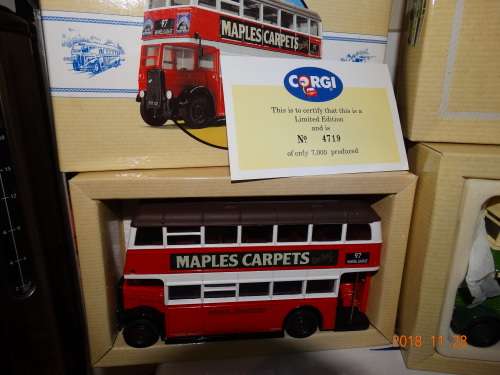 97
MAPLES CARPETS
97
CORGI
This is to certify that this is a
Limited Edition
and is
No 4719
of only 7,000 produced
MAPLES CARPETS
97
2018-11-28